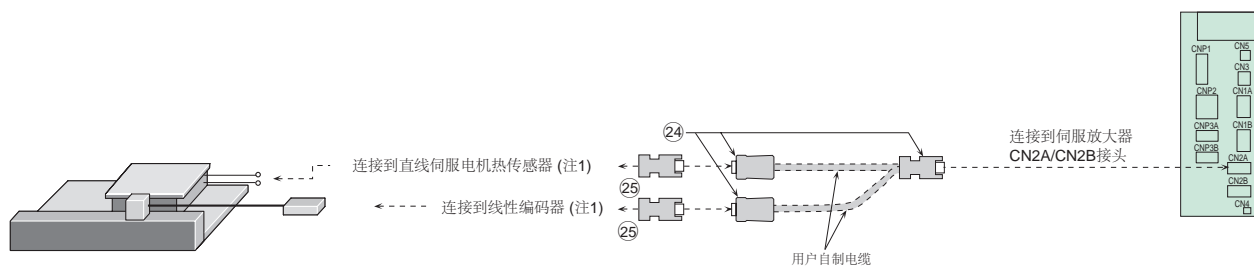 连接到直线伺服电机热传感器 (注1)
连接到线性编码器 (注1)
㉕
㉕
㉔
用户自制电缆
连接到伺服放大器
CN2A/CN2B接头
CNP1
CN5
CN3
CNP2
CN1A
CNP3A
CN1B
CNP3B
CN2A
CN2B
CN4